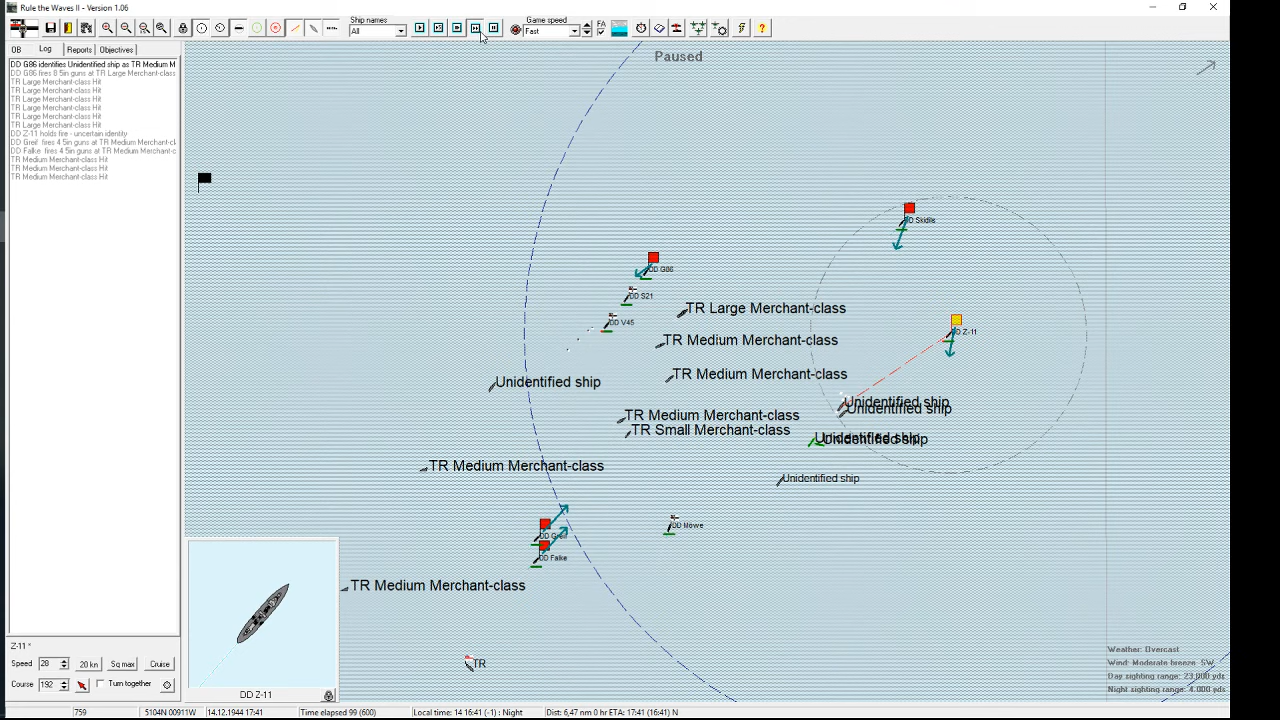 Rule the Waves II - Version 1.06
Ship names
All
Game speed
Fast
FA
OB Log Reports Objectives
Paused
DD G86 identifies Unidentified ship as TR Medium M
DD G86 fires 8 5in guns at TR Large Merchant-class
TR Large Merchant-class Hit
TR Large Merchant-class Hit
TR Large Merchant-class Hit
TR Large Merchant-class Hit
TR Large Merchant-class Hit
TR Large Merchant-class Hit
DD Z-11 holds fire - uncertain identity
DD Greif fires 4 5in guns at TR Medium Merchant-cl
DD Falke fires 4 5in guns at TR Medium Merchant-c
TR Medium Merchant-class Hit
TR Medium Merchant-class Hit
TR Medium Merchant-class Hit
DD Skidils
DD G86
DD S21
TR Large Merchant-class
DD V45
DD Z-11
TR Medium Merchant-class
TR Medium Merchant-class
Unidentified ship
Unidentified ship
Unidentified ship
TR Medium Merchant-class
TR Small Merchant-class
Unidentified ship
TR Medium Merchant-class
Unidentified ship
DD Mowe
DD Falke
TR Medium Merchant-class
TR
Z-11 *
Speed 28 20 kn Sq max Cruise
Course 192 Turn together
DD Z-11
Weather: Overcast
Wind: Moderate breeze SW
Day sighting range: 23,000 yds
Night sighting range: 4,000 yds
759 5104N 00911W 14.12.1944 17:41 Time elapsed 99 (600) Local time: 14 16:41 (-1) : Night Dist: 6,47 nm 0 hr ETA: 17:41 (16:41) N